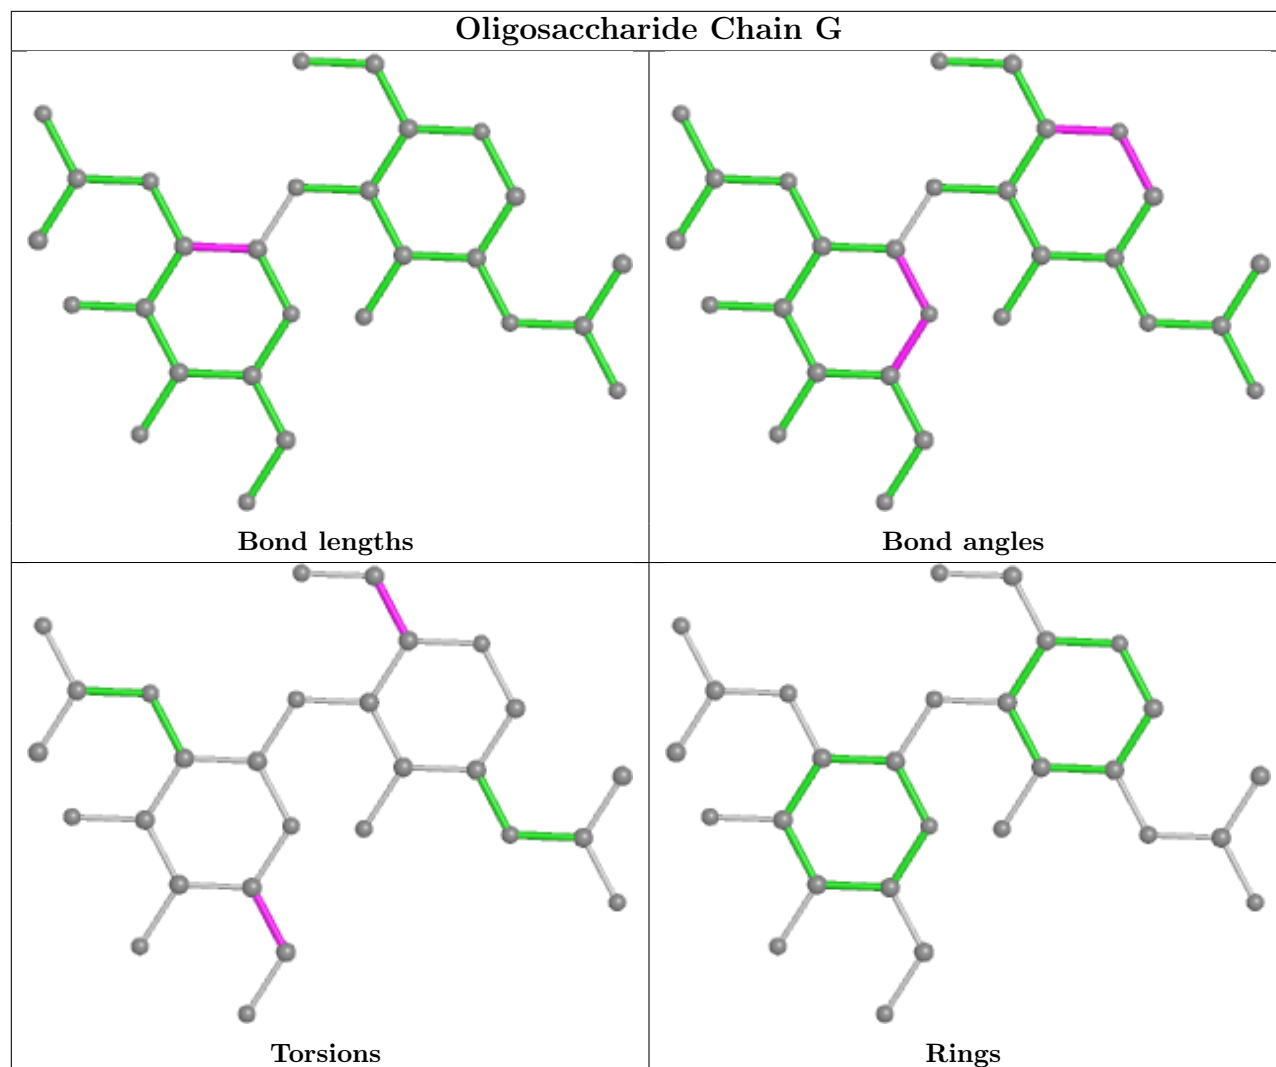 Oligosaccharide Chain G
Bond lengths
Bond angles
Torsions
Rings